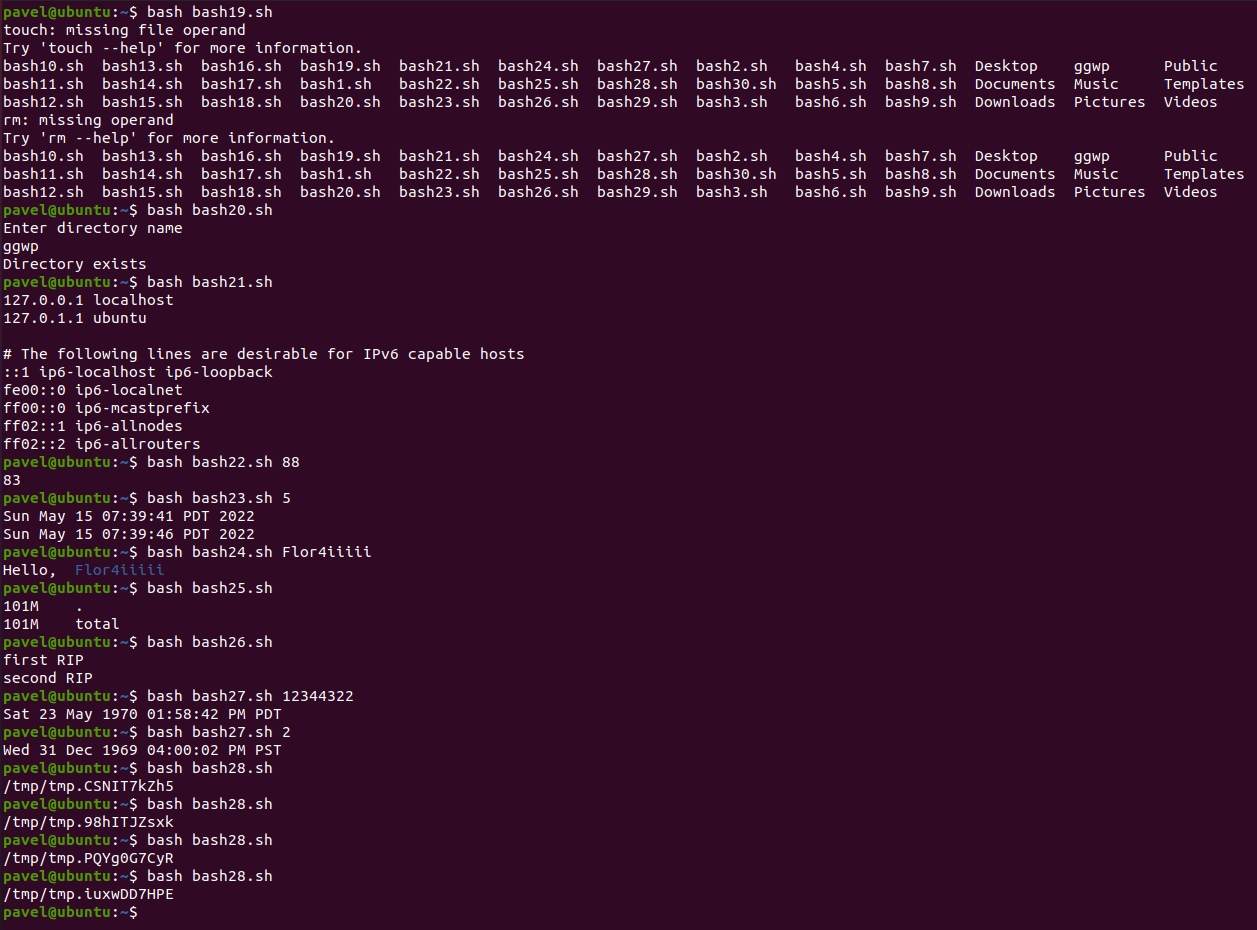 pavel@ubuntu:~$ bash bash19.sh
touch: missing file operand
Try 'touch --help' for more information.
bash10.sh  bash13.sh  bash16.sh  bash19.sh  bash21.sh  bash24.sh  bash27.sh  bash2.sh   bash4.sh  bash7.sh  Desktop    ggwp      Public
bash11.sh  bash14.sh  bash17.sh  bash1.sh   bash22.sh  bash25.sh  bash28.sh  bash30.sh  bash5.sh  bash8.sh  Documents  Music     Templates
bash12.sh  bash15.sh  bash18.sh  bash20.sh  bash23.sh  bash26.sh  bash29.sh  bash3.sh   bash6.sh  bash9.sh  Downloads  Pictures  Videos
rm: missing operand
Try 'rm --help' for more information.
bash10.sh  bash13.sh  bash16.sh  bash19.sh  bash21.sh  bash24.sh  bash27.sh  bash2.sh   bash4.sh  bash7.sh  Desktop    ggwp      Public
bash11.sh  bash14.sh  bash17.sh  bash1.sh   bash22.sh  bash25.sh  bash28.sh  bash30.sh  bash5.sh  bash8.sh  Documents  Music     Templates
bash12.sh  bash15.sh  bash18.sh  bash20.sh  bash23.sh  bash26.sh  bash29.sh  bash3.sh   bash6.sh  bash9.sh  Downloads  Pictures  Videos
pavel@ubuntu:~$ bash bash20.sh
Enter directory name
ggwp
Directory exists
pavel@ubuntu:~$ bash bash21.sh
127.0.0.1 localhost
127.0.1.1 ubuntu

# The following lines are desirable for IPv6 capable hosts
::1 ip6-localhost ip6-loopback
fe00::0 ip6-localnet
ff00::0 ip6-mcastprefix
ff02::1 ip6-allnodes
ff02::2 ip6-allrouters
pavel@ubuntu:~$ bash bash22.sh 88
83
pavel@ubuntu:~$ bash bash23.sh 5
Sun May 15 07:39:41 PDT 2022
Sun May 15 07:39:46 PDT 2022
pavel@ubuntu:~$ bash bash24.sh Flor4iiiii
Hello,  Flor4iiiii
pavel@ubuntu:~$ bash bash25.sh
101M    .
101M    total
pavel@ubuntu:~$ bash bash26.sh
first RIP
second RIP
pavel@ubuntu:~$ bash bash27.sh 12344322
Sat 23 May 1970 01:58:42 PM PDT
pavel@ubuntu:~$ bash bash27.sh 2
Wed 31 Dec 1969 04:00:02 PM PST
pavel@ubuntu:~$ bash bash28.sh
/tmp/tmp.CSNIT7kZh5
pavel@ubuntu:~$ bash bash28.sh
/tmp/tmp.98hITJZsxk
pavel@ubuntu:~$ bash bash28.sh
/tmp/tmp.PQYg0G7CyR
pavel@ubuntu:~$ bash bash28.sh
/tmp/tmp.iuxwDD7HPE
pavel@ubuntu:~$